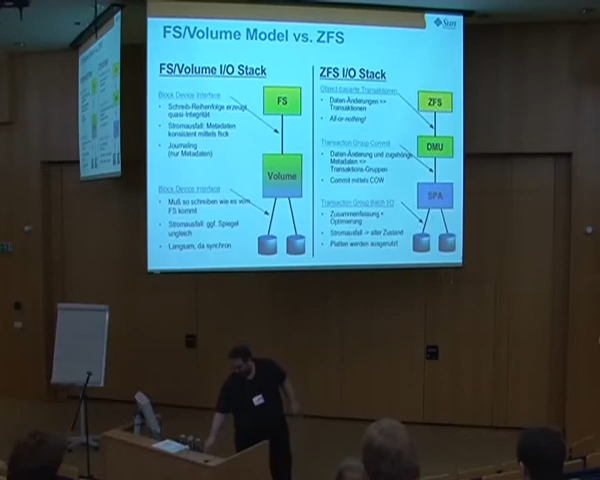 Sun
FS/Volume Model vs. ZFS
FS/Volume I/O Stack
Block Device Interface
• Schreib-Reihenfolge erzeugt
quasi-Integrität
• Stromausfall: Metadaten
konsistent mittels fsck
• Journaling
(nur Metadaten)
FS
Volume
Block Device Interface
• Muß so schreiben wie es vom
FS kommt
• Stromausfall: ggf. Spiegel
ungleich
• Langsam, da synchron
ZFS I/O Stack
Object-basierte Transaktionen
• Daten-Änderungen =>
Transaktionen
• All-or-nothing!
ZFS
Transaction Group Commit
• Daten-Änderung und zugehörige
Metadaten =>
Transaktions-Gruppen
• Commit mittels COW
DMU
Transaction Group Batch I/O
• Zusammenfassung +
Optimierung
• Stromausfall -> alter Zustand
• Platten werden ausgenutzt
SPA